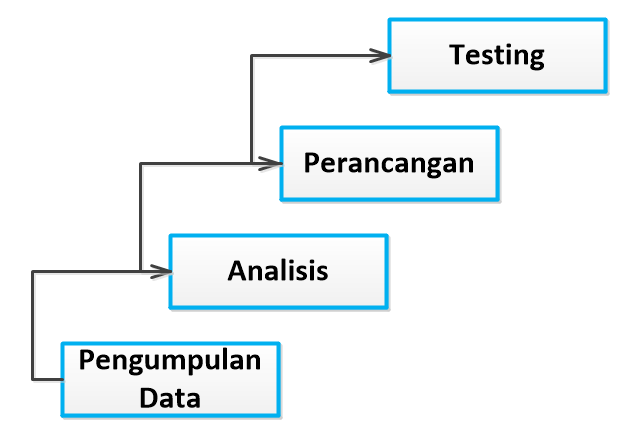 Testing
Perancangan
Analisis
Pengumpulan
Data